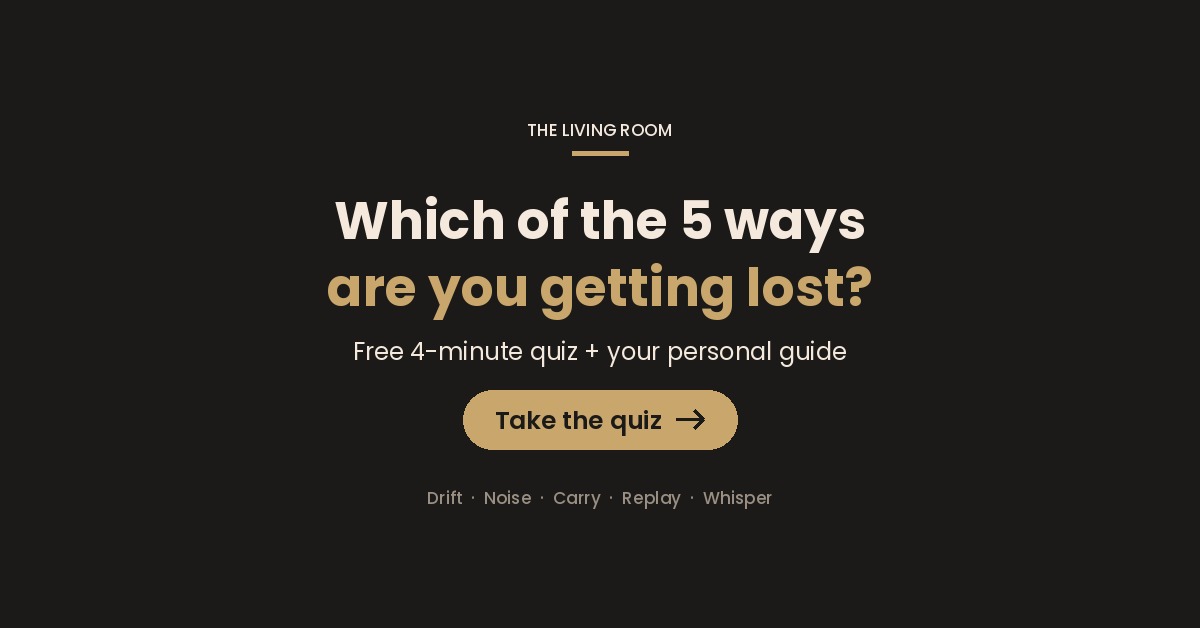 THE LIVING ROOM
Which of the 5 ways
are you getting lost?
Free 4-minute quiz + your personal guide
Take the quiz →
Drift · Noise · Carry · Replay · Whisper